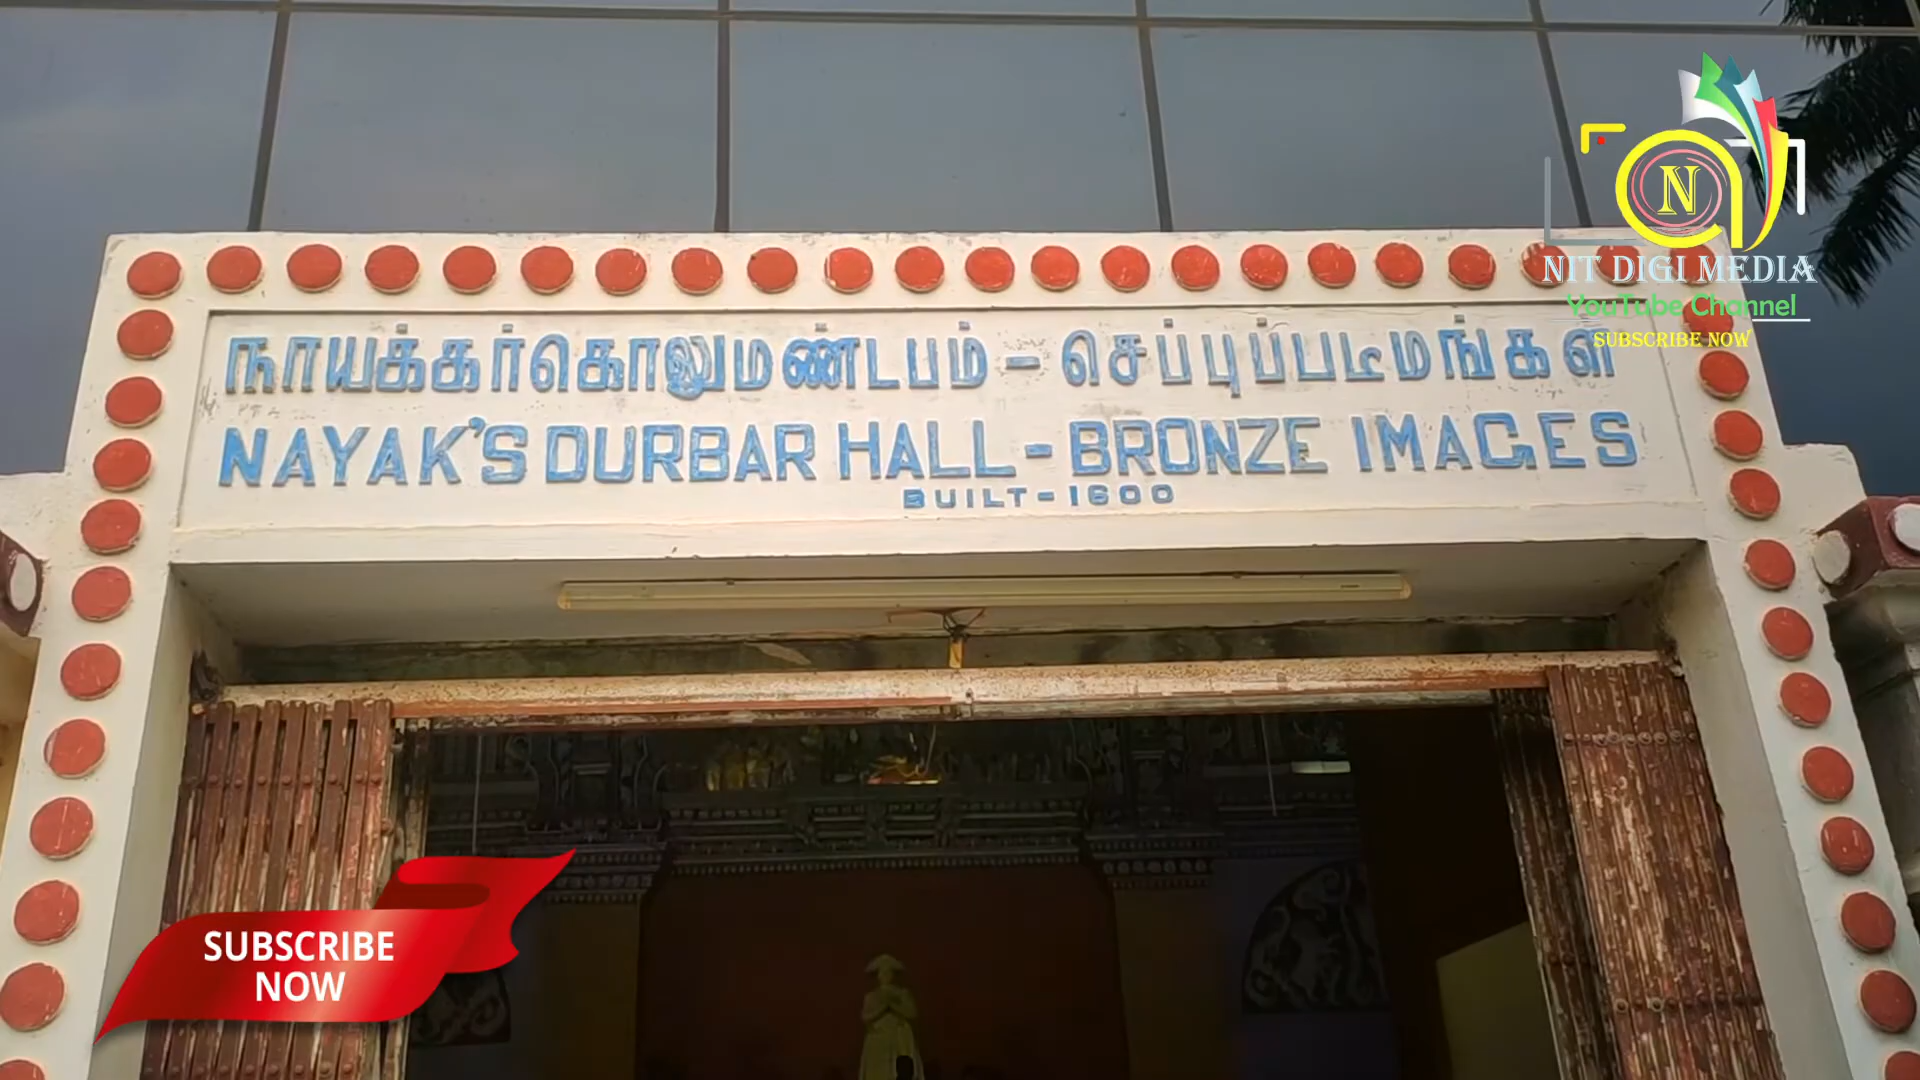 நாயக்கர்கொலுமண்டபம் - செப்புப்படிமங்கள்
NAYAK'S DURBAR HALL - BRONZE IMAGES
BUILT - 1600
N
NIT DIGI MEDIA
YouTube Channel
SUBSCRIBE NOW
SUBSCRIBE
NOW